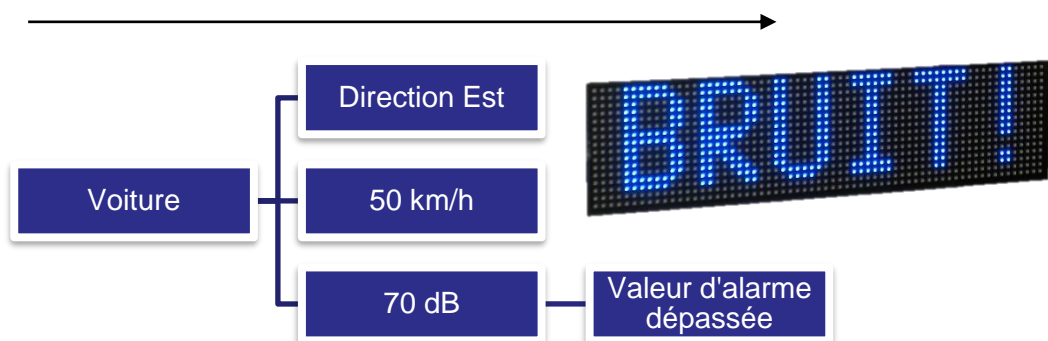 Direction Est
BRUIT!
Voiture
50 km/h
70 dB
Valeur d'alarme
dépassée